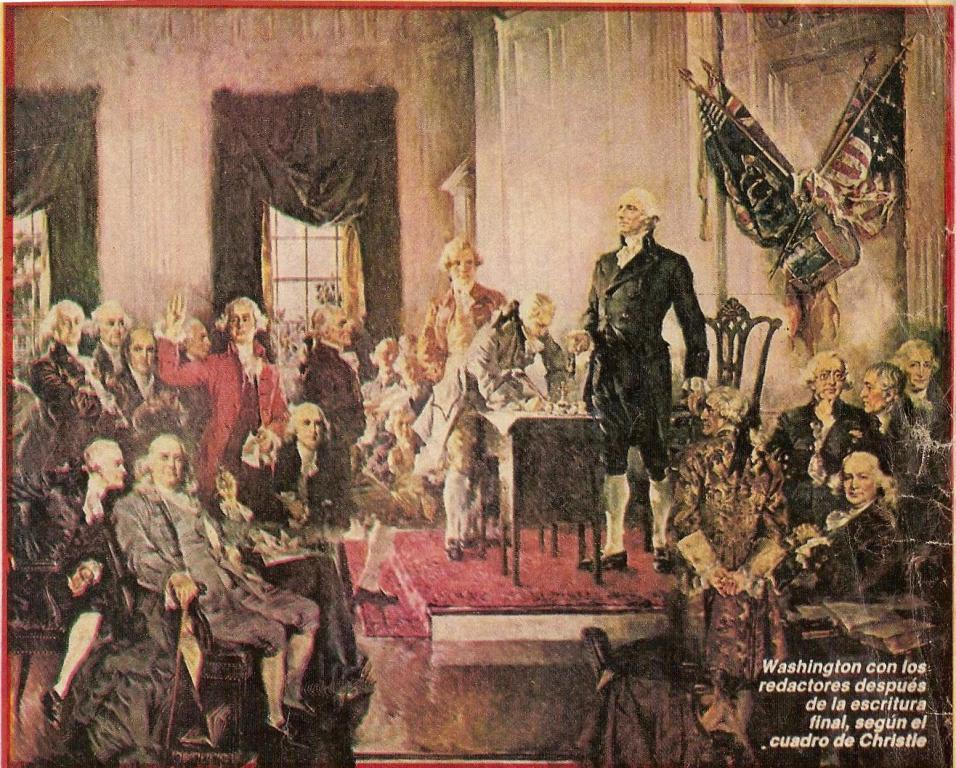 Washington con los
redactores después
de la escritura
final, según el
cuadro de Christie